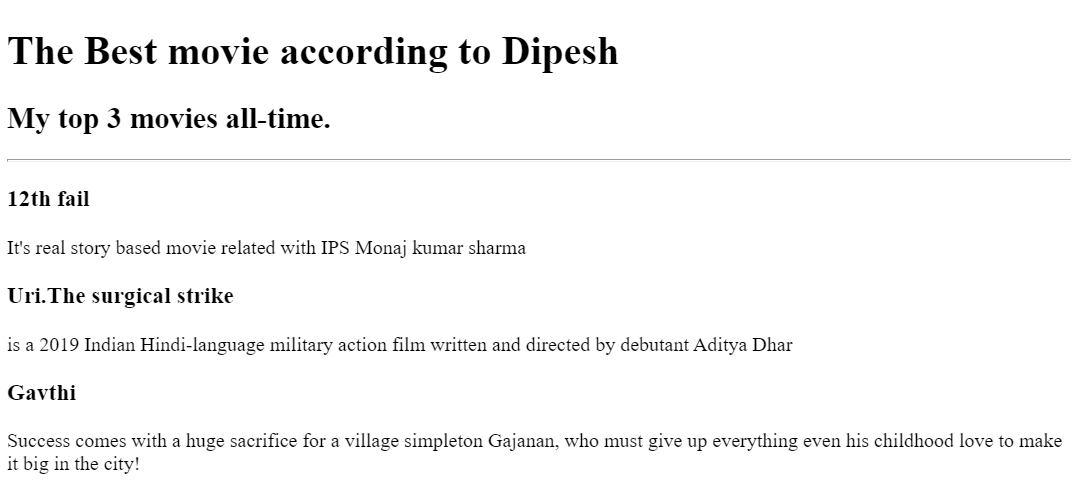 The Best movie according to Dipesh
My top 3 movies all-time.
12th fail
It's real story based movie related with IPS Monaj kumar sharma
Uri.The surgical strike
is a 2019 Indian Hindi-language military action film written and directed by debutant Aditya Dhar
Gavthi
Success comes with a huge sacrifice for a village simpleton Gajanan, who must give up everything even his childhood love to make
it big in the city!